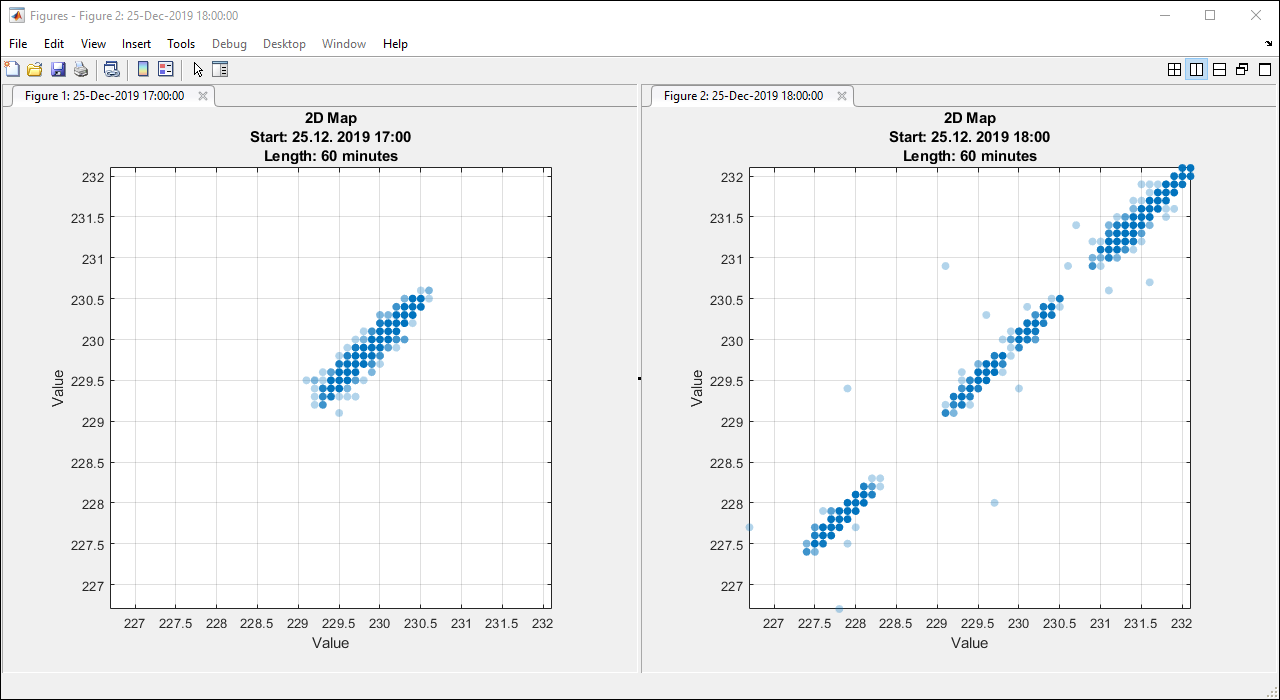 Figures - Figure 2: 25-Dec-2019 18:00:00
File Edit View Insert Tools Debug Desktop Window Help
Figure 1: 25-Dec-2019 17:00:00
2D Map
Start: 25.12. 2019 17:00
Length: 60 minutes
232
231.5
231
230.5
230
229.5
229
228.5
228
227.5
227
Value
227 227.5 228 228.5 229 229.5 230 230.5 231 231.5 232
Value
Figure 2: 25-Dec-2019 18:00:00
2D Map
Start: 25.12. 2019 18:00
Length: 60 minutes
232
231.5
231
230.5
230
229.5
229
228.5
228
227.5
227
Value
227 227.5 228 228.5 229 229.5 230 230.5 231 231.5 232
Value